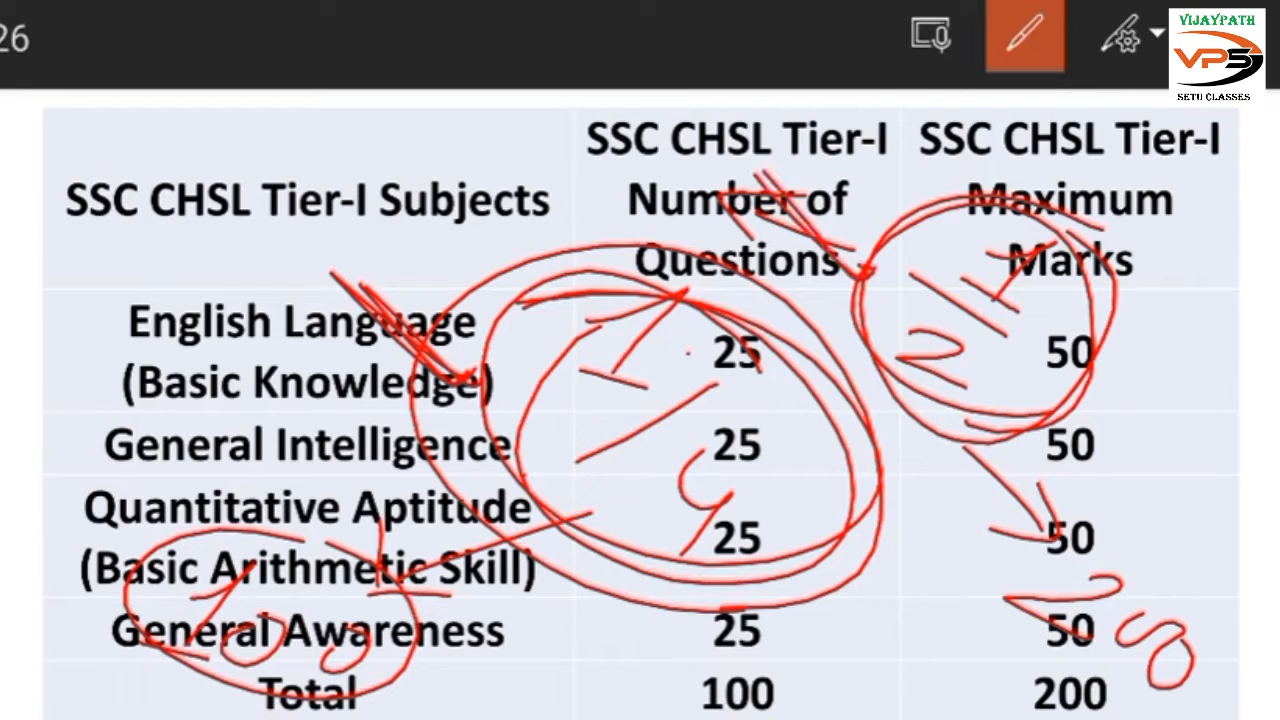 26
VIJAYPATH
VPS
SETU CLASSES
SSC CHSL Tier-I Subjects
SSC CHSL Tier-I
Number of
Questions
SSC CHSL Tier-I
Maximum
Marks
English Language
(Basic Knowledge)
25
50
General Intelligence
25
50
Quantitative Aptitude
(Basic Arithmetic Skill)
25
50
General Awareness
25
50
Total
100
200